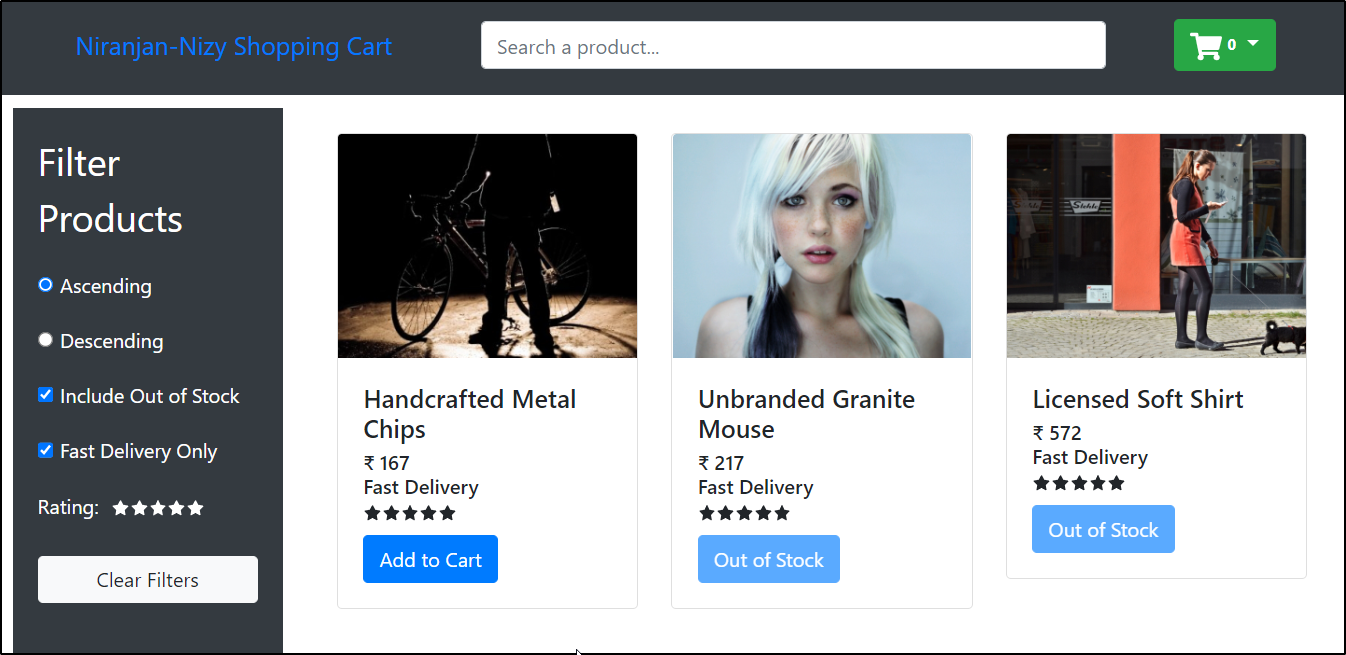 Niranjan-Nizy Shopping Cart
Search a product...
0
Filter
Products
Ascending
Descending
Include Out of Stock
Fast Delivery Only
Rating:
Clear Filters
Handcrafted Metal
Chips
₹ 167
Fast Delivery
Add to Cart
Unbranded Granite
Mouse
₹ 217
Fast Delivery
Out of Stock
Licensed Soft Shirt
₹ 572
Fast Delivery
Out of Stock